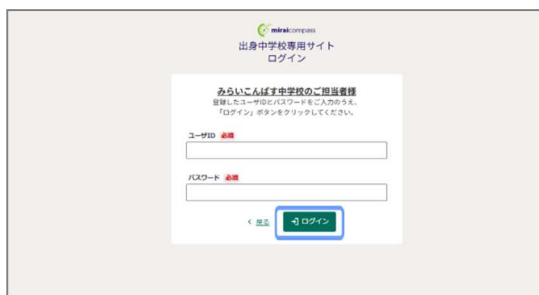 miraicompass
出身中学校専用サイト
ログイン
みらいこんぱす中学校のご担当者様
登録したユーザIDとパスワードをご入力のうえ、
「ログイン」ボタンをクリックしてください。
ユーザID 必須
パスワード 必須
< 戻る ログイン